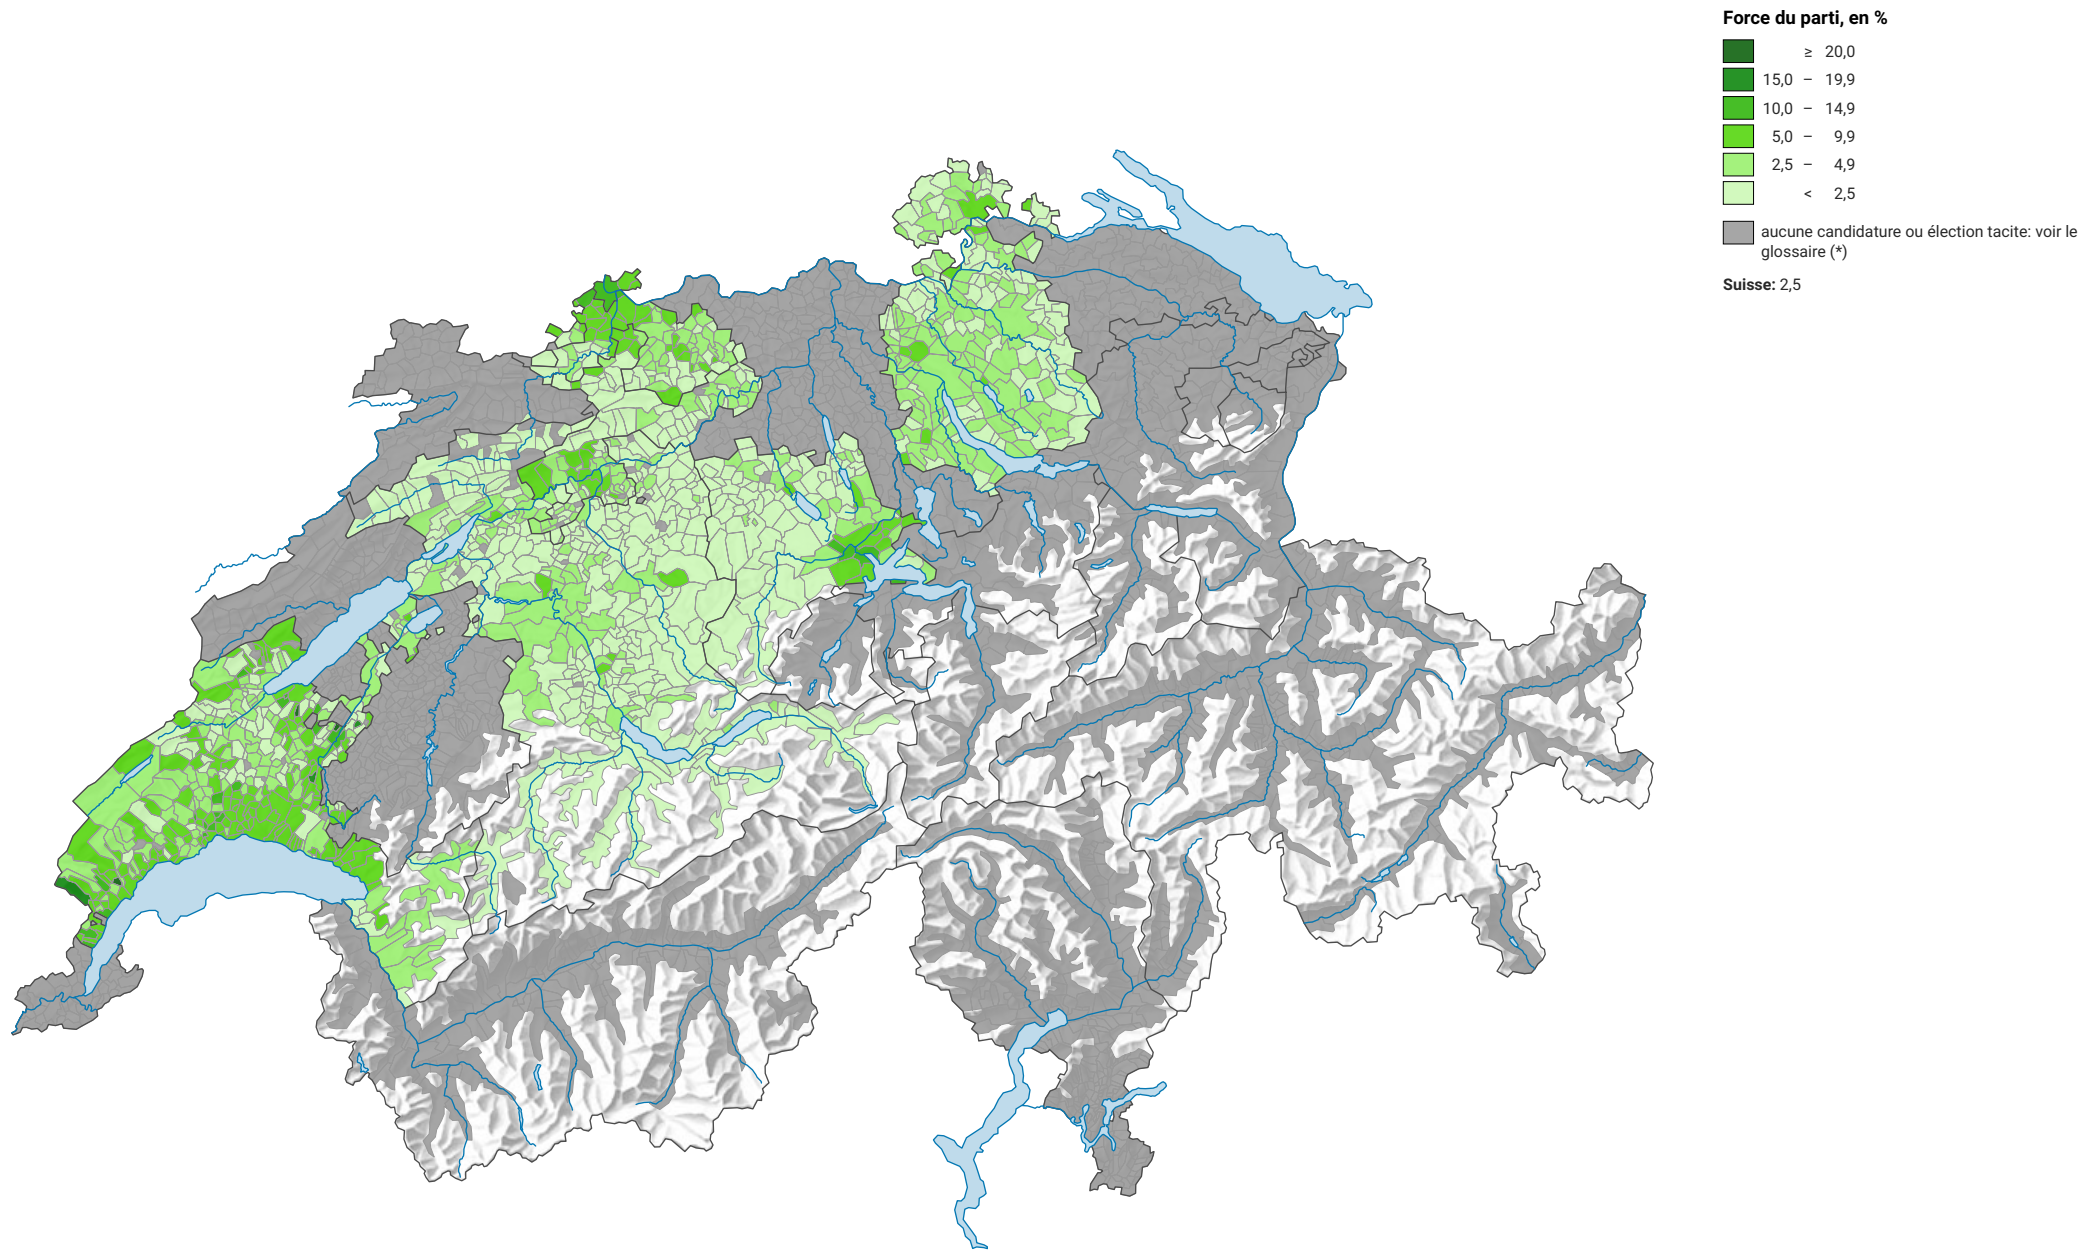 Force du parti, en %
≥ 20,0
15,0 – 19,9
10,0 – 14,9
5,0 – 9,9
2,5 – 4,9
< 2,5
aucune candidature ou élection tacite: voir le
glossaire (*)
Suisse: 2,5